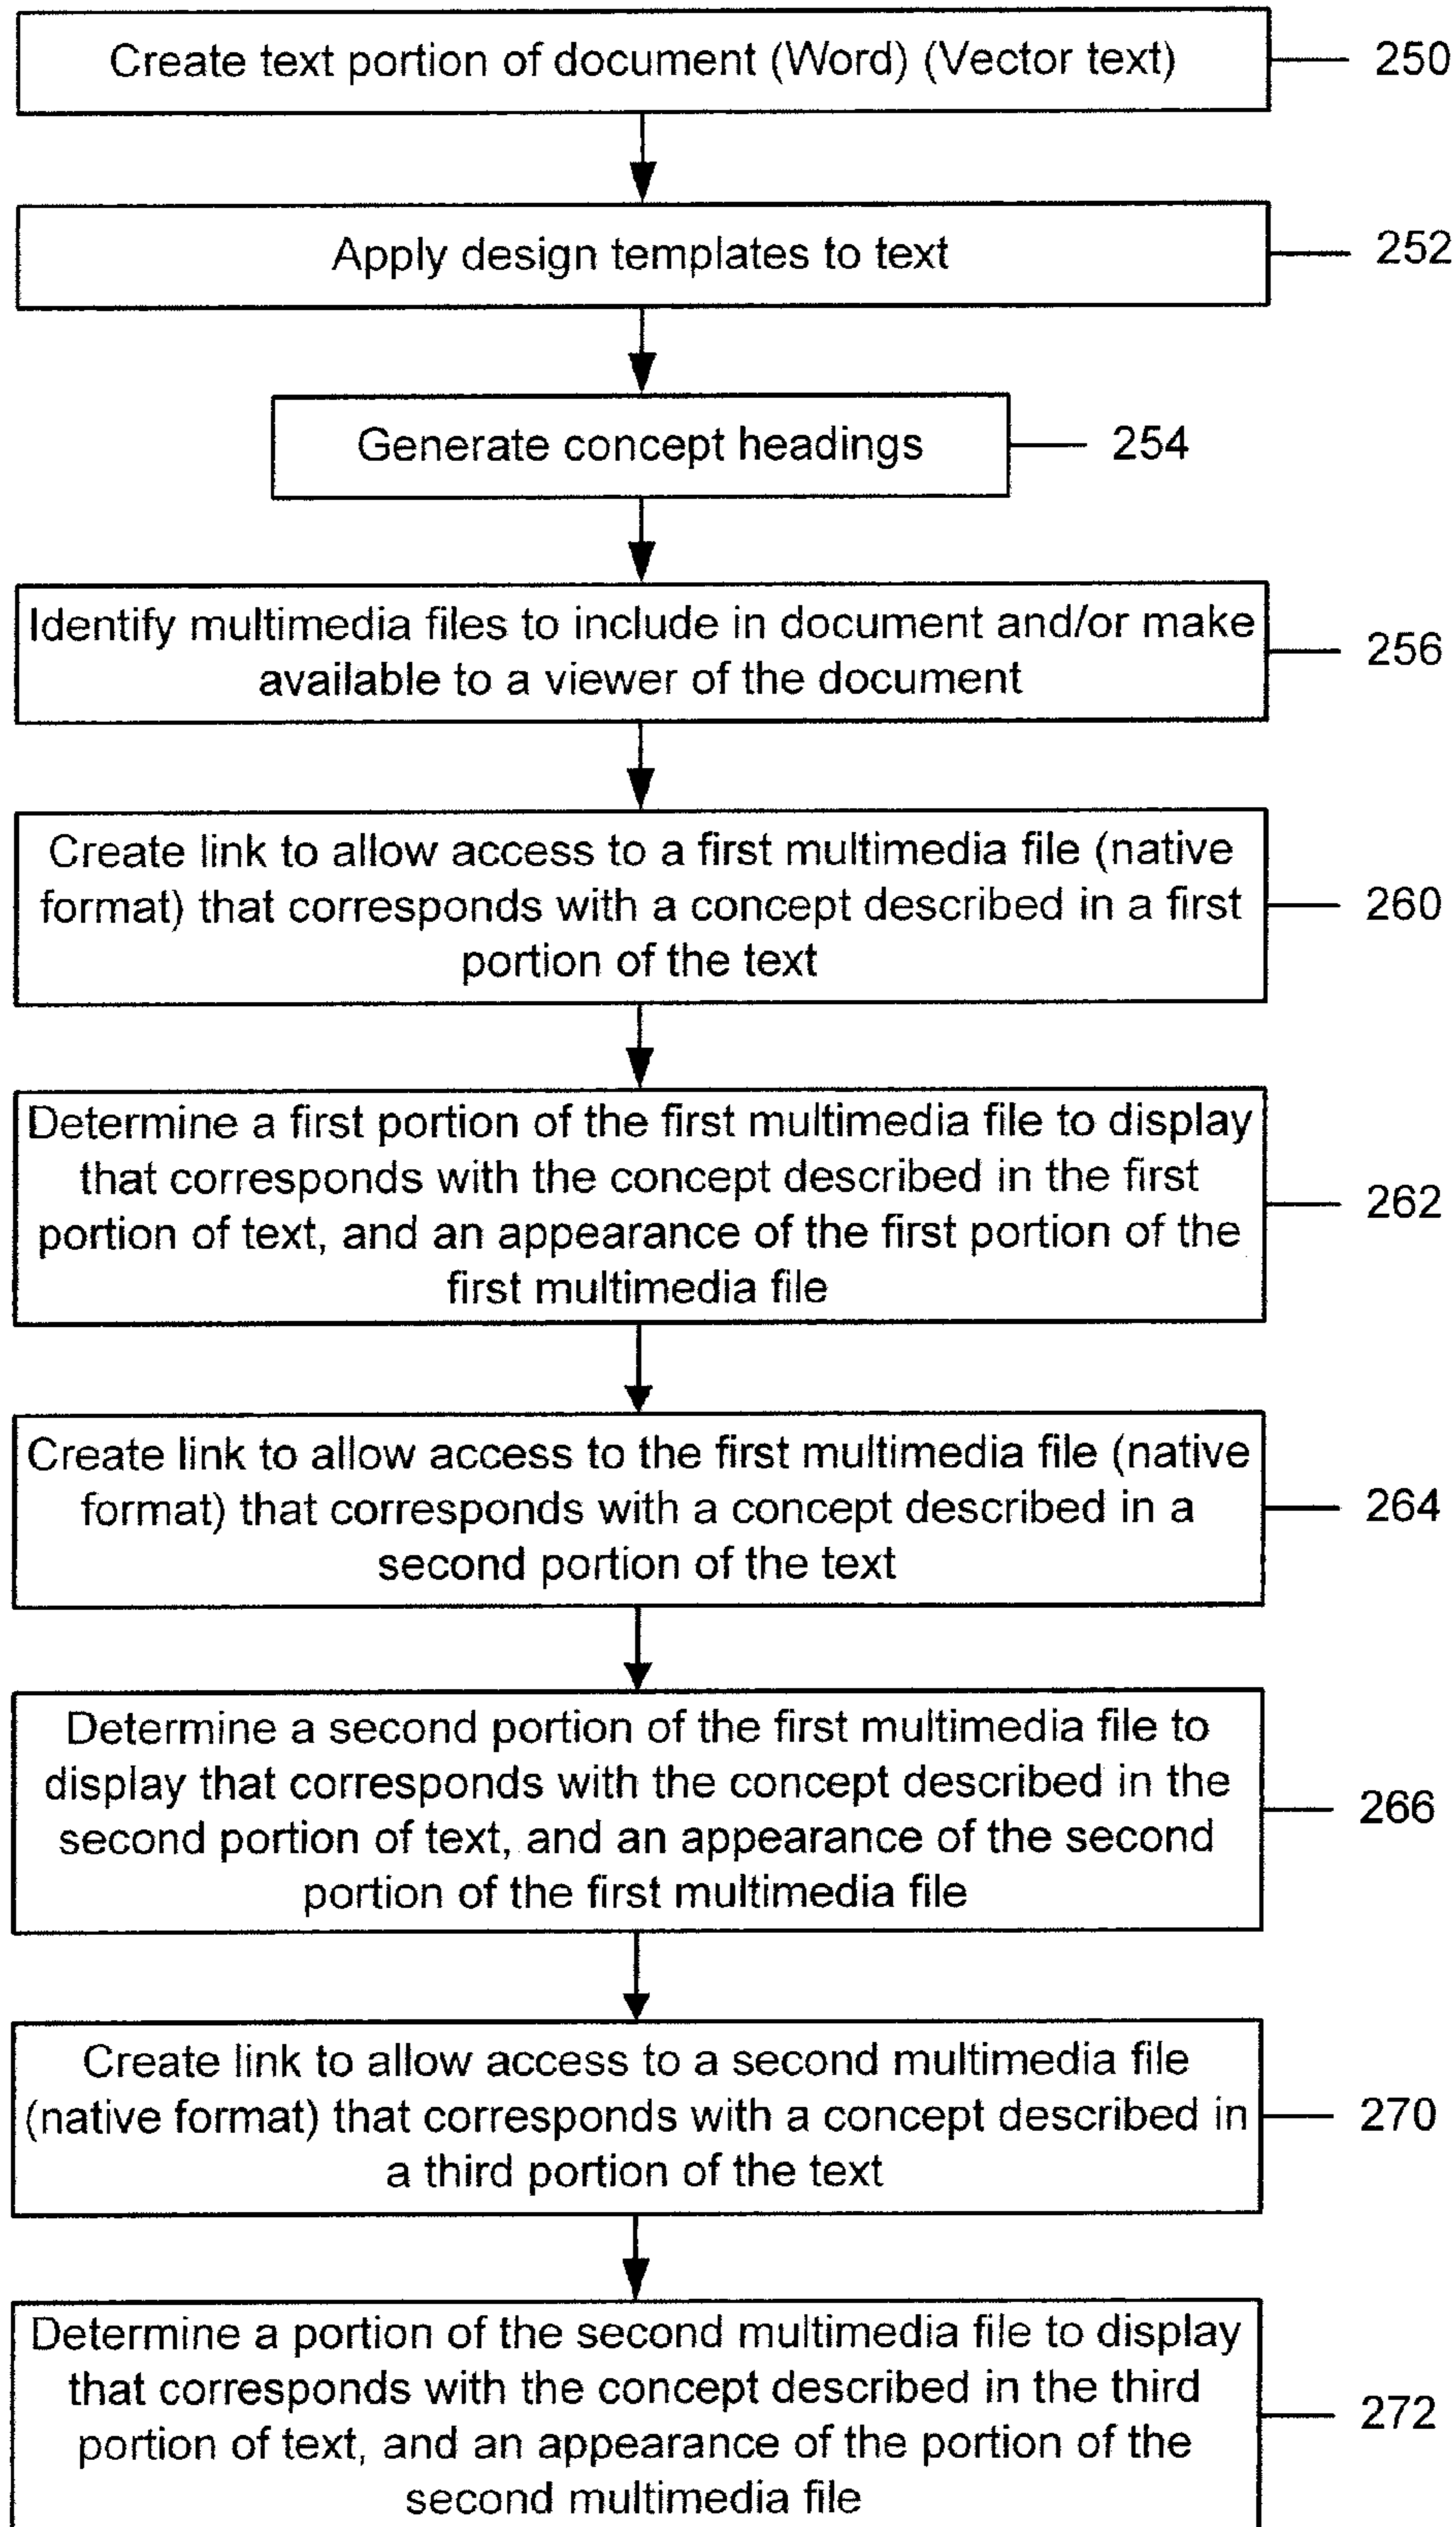 Create text portion of document (Word) (Vector text)
250
Apply design templates to text
252
Generate concept headings
254
Identify multimedia files to include in document and/or make
available to a viewer of the document
256
Create link to allow access to a first multimedia file (native
format) that corresponds with a concept described in a first
portion of the text
260
Determine a first portion of the first multimedia file to display
that corresponds with the concept described in the first
portion of text, and an appearance of the first portion of the
first multimedia file
262
Create link to allow access to the first multimedia file (native
format) that corresponds with a concept described in a
second portion of the text
264
Determine a second portion of the first multimedia file to
display that corresponds with the concept described in the
second portion of text, and an appearance of the second
portion of the first multimedia file
266
Create link to allow access to a second multimedia file
(native format) that corresponds with a concept described in
a third portion of the text
270
Determine a portion of the second multimedia file to display
that corresponds with the concept described in the third
portion of text, and an appearance of the portion of the
second multimedia file
272